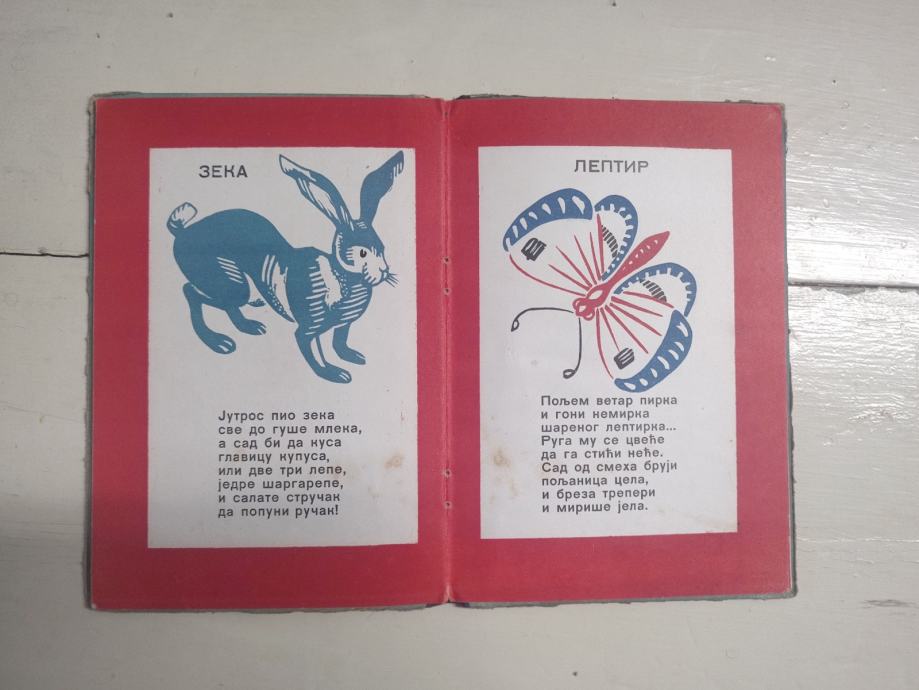 ЗЕКА
Јутрос пио зека
све до гуше млека,
а сад би да куса
главицу купуса,
или две три лепе,
једре шаргарепе,
и салате стручак
да попуни ручак!
ЛЕПТИР
Пољем ветар пирка
и гони немирка
шареног лептирка...
Руга му се цвеће
да га стићи неће.
Сад од смеха бруји
пољаница цела,
и бреза трепери
и мирише јела.